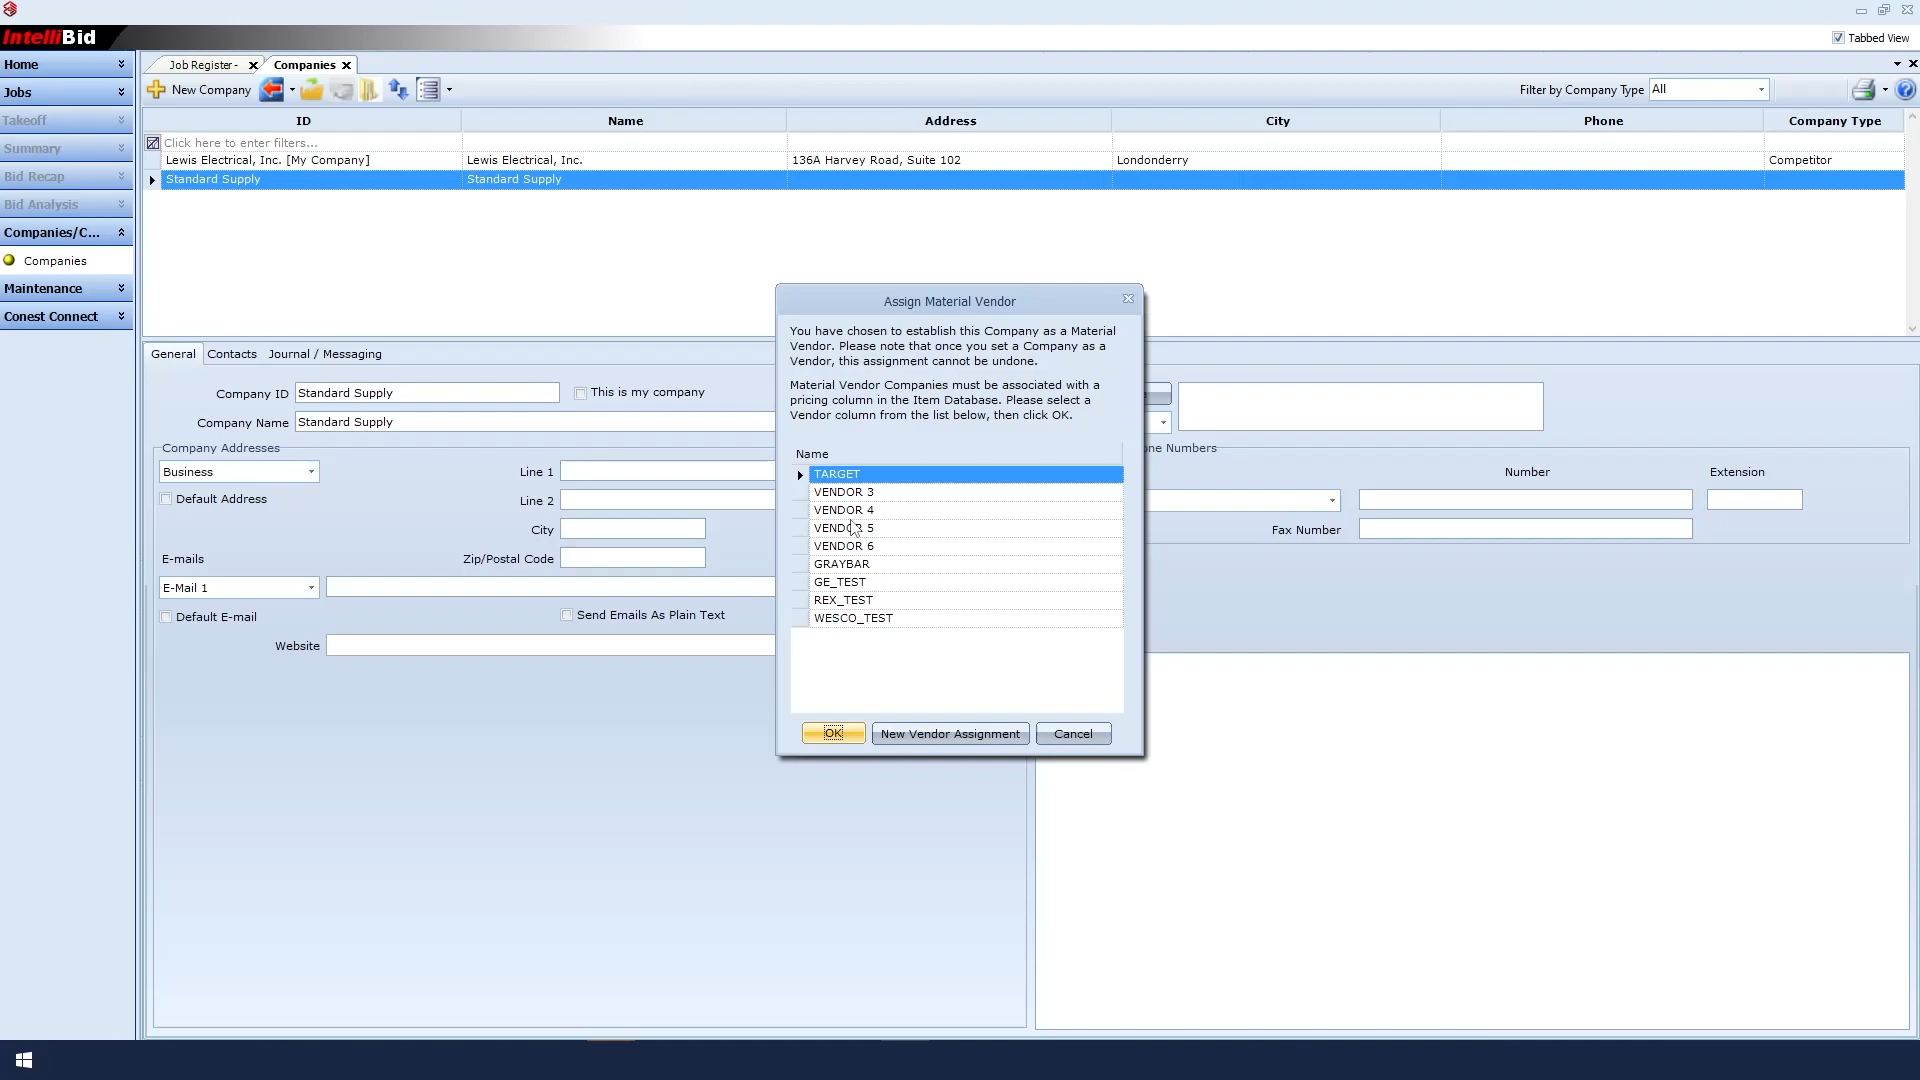 IntelliBid
Tabbed View
Home
Jobs
Takeoff
Summary
Bid Recap
Bid Analysis
Companies/C...
Companies
Maintenance
Conest Connect
Job Register -
Companies
New Company
Filter by Company Type All
ID Name Address City Phone Company Type
Click here to enter filters...
Lewis Electrical, Inc. [My Company] Lewis Electrical, Inc. 136A Harvey Road, Suite 102 Londonderry Competitor
Standard Supply Standard Supply
General Contacts Journal / Messaging
Company ID Standard Supply This is my company
Company Name Standard Supply
Company Addresses
Business
Default Address
Line 1
Line 2
City
Zip/Postal Code
E-mails
E-Mail 1
Default E-mail
Send Emails As Plain Text
Website
Assign Material Vendor
You have chosen to establish this Company as a Material
Vendor. Please note that once you set a Company as a
Vendor, this assignment cannot be undone.
Material Vendor Companies must be associated with a
pricing column in the Item Database. Please select a
Vendor column from the list below, then click OK.
Name
TARGET
VENDOR 3
VENDOR 4
VENDOR 5
VENDOR 6
GRAYBAR
GE_TEST
REX_TEST
WESCO_TEST
OK New Vendor Assignment Cancel
Numbers
Number Extension
Fax Number